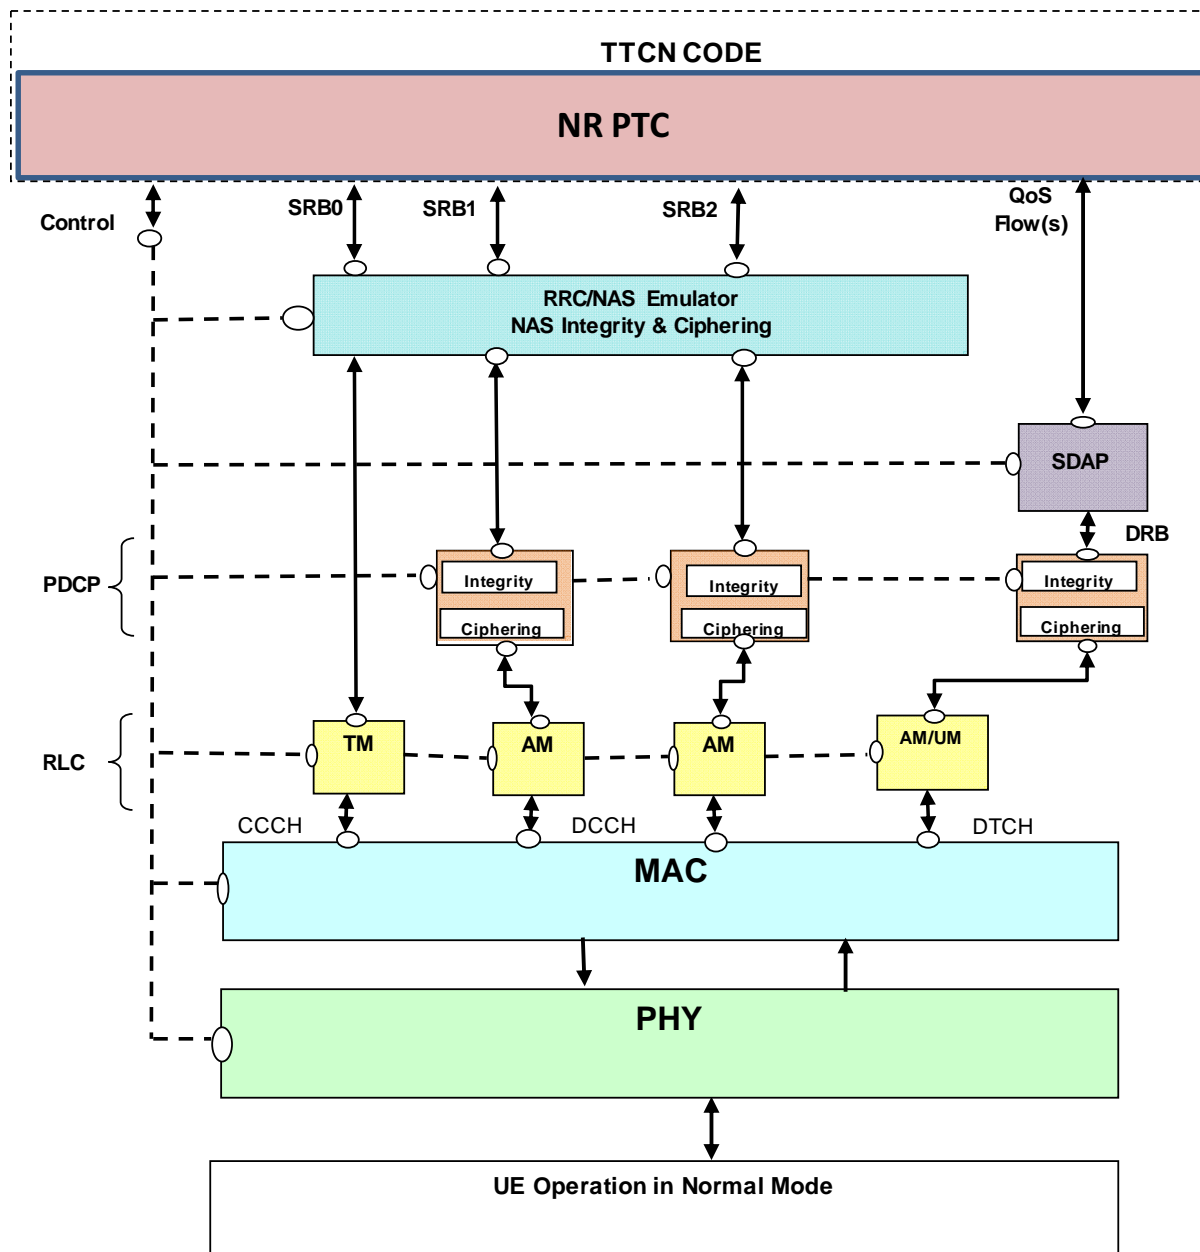 TTCN CODE
NR PTC
Control
SRB0
SRB1
SRB2
QoS
Flow(s)
RRC/NAS Emulator
NAS Integrity & Ciphering
SDAP
DRB
PDCP
Integrity
Ciphering
Integrity
Ciphering
Integrity
Ciphering
RLC
TM
AM
AM
AM/UM
CCCH
DCCH
DTCH
MAC
PHY
UE Operation in Normal Mode